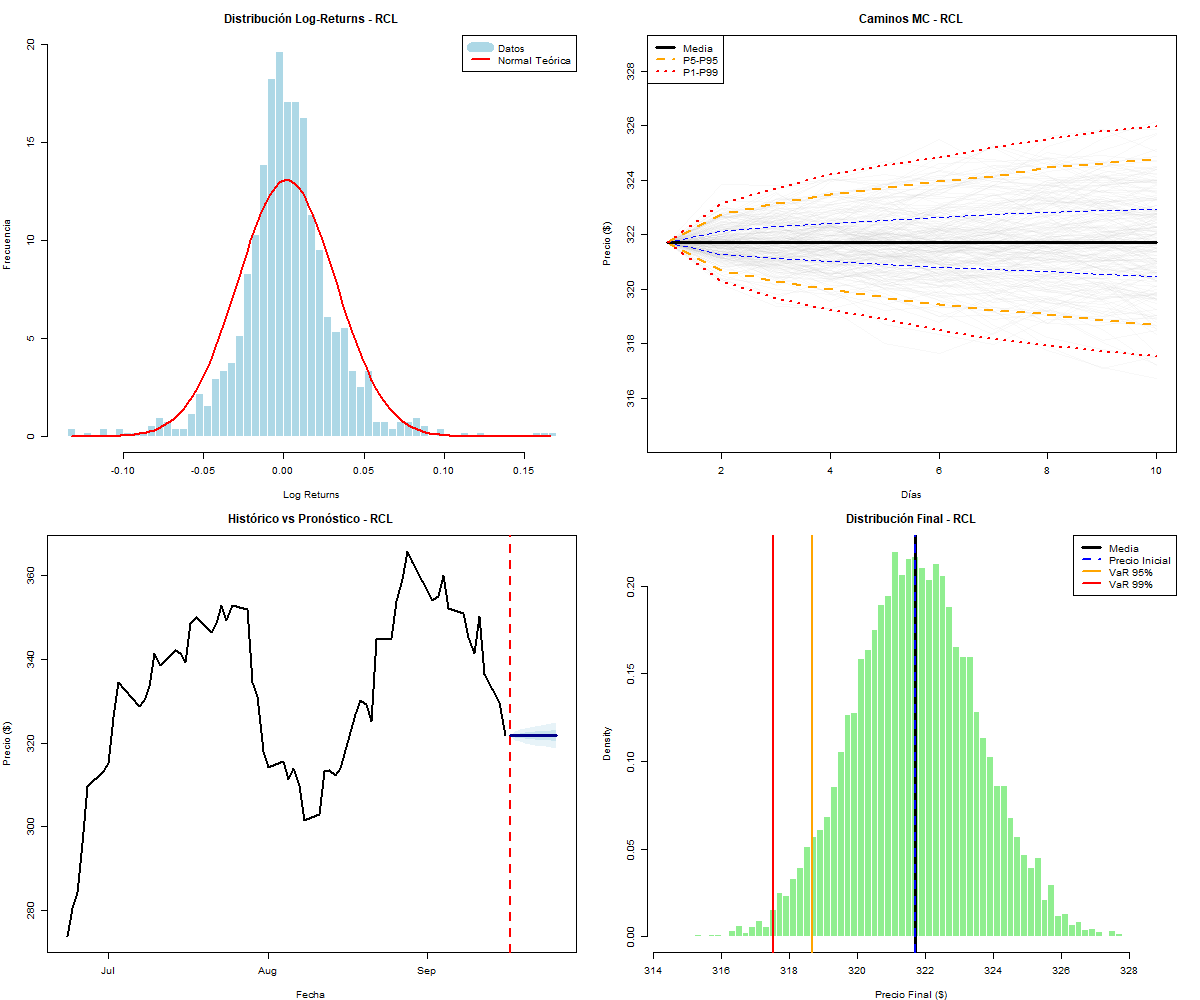 Distribución Log-Returns - RCL
Datos
Normal Teórica
Frecuencia
20
15
10
5
0
-0.10 -0.05 0.00 0.05 0.10 0.15
Log Returns
Caminos MC - RCL
Media
P5-P95
P1-P99
Precio ($)
328
326
324
322
320
318
316
2 4 6 8 10
Días
Histórico vs Pronóstico - RCL
Precio ($)
360
340
320
300
280
Jul Aug Sep
Fecha
Distribución Final - RCL
Media
Precio Inicial
VaR 95%
VaR 99%
Density
0.20
0.15
0.10
0.05
0.00
314 316 318 320 322 324 326 328
Precio Final ($)